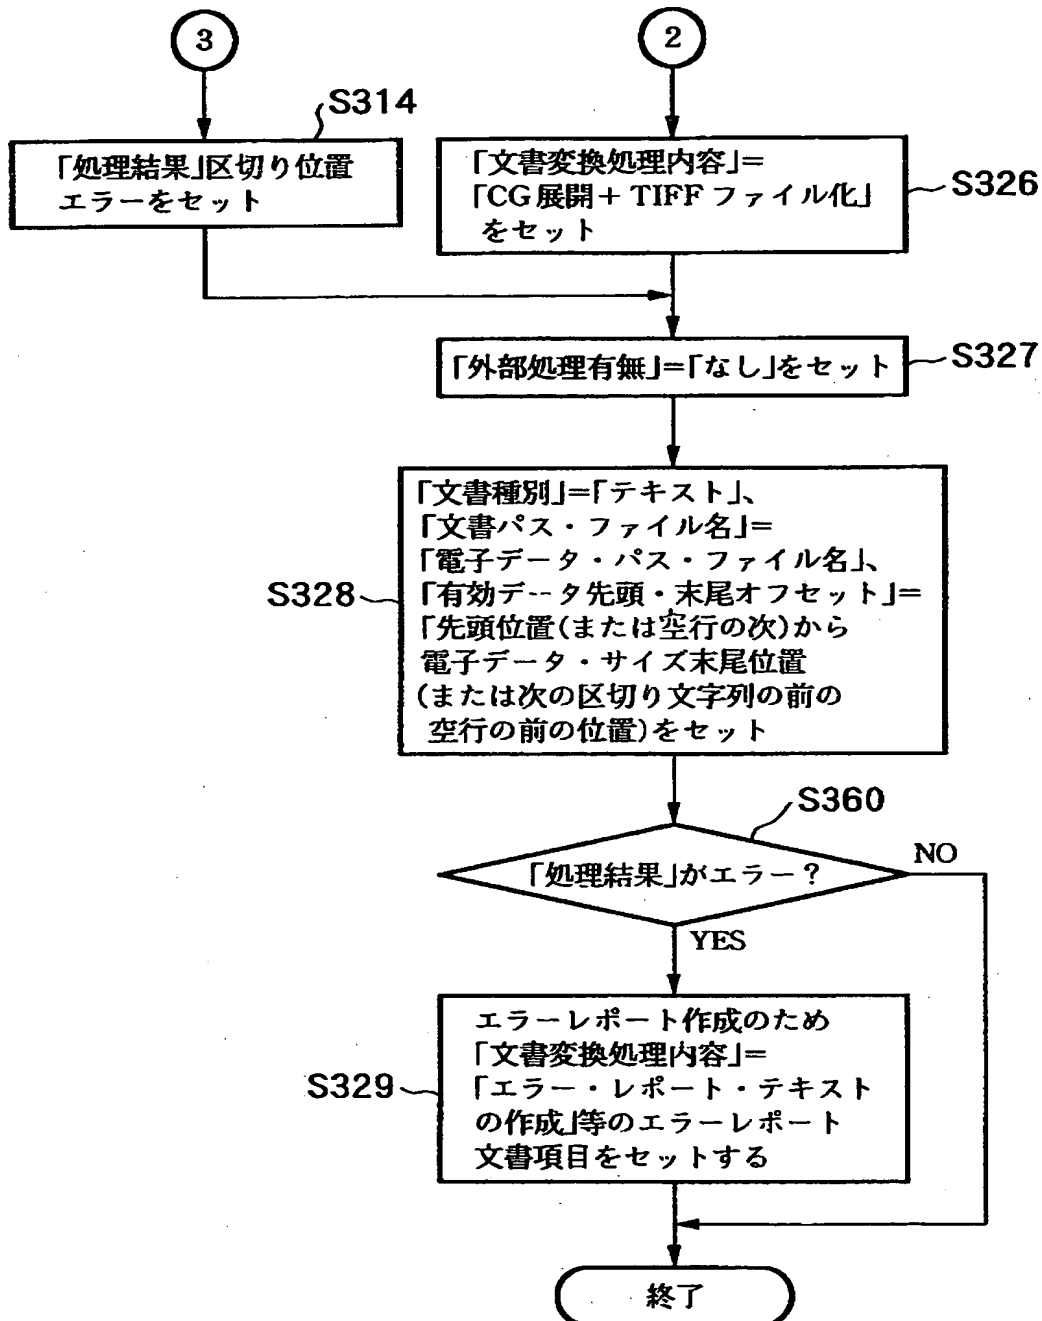 3
2
S314
「処理結果」区切り位置
エラーをセット
「文書変換処理内容」=
「CG展開+TIFFファイル化」
をセット
S326
「外部処理有無」=「なし」をセット
S327
「文書種別」=「テキスト」、
「文書パス・ファイル名」=
「電子データ・パス・ファイル名」、
「有効データ先頭・末尾オフセット」=
「先頭位置(または空行の次)から
電子データ・サイズ末尾位置
(または次の区切り文字列の前の
空行の前の位置)をセット
S328
S360
「処理結果」がエラー?
NO
YES
エラーレポート作成のため
「文書変換処理内容」=
「エラー・レポート・テキスト
の作成」等のエラーレポート
文書項目をセットする
S329
終了